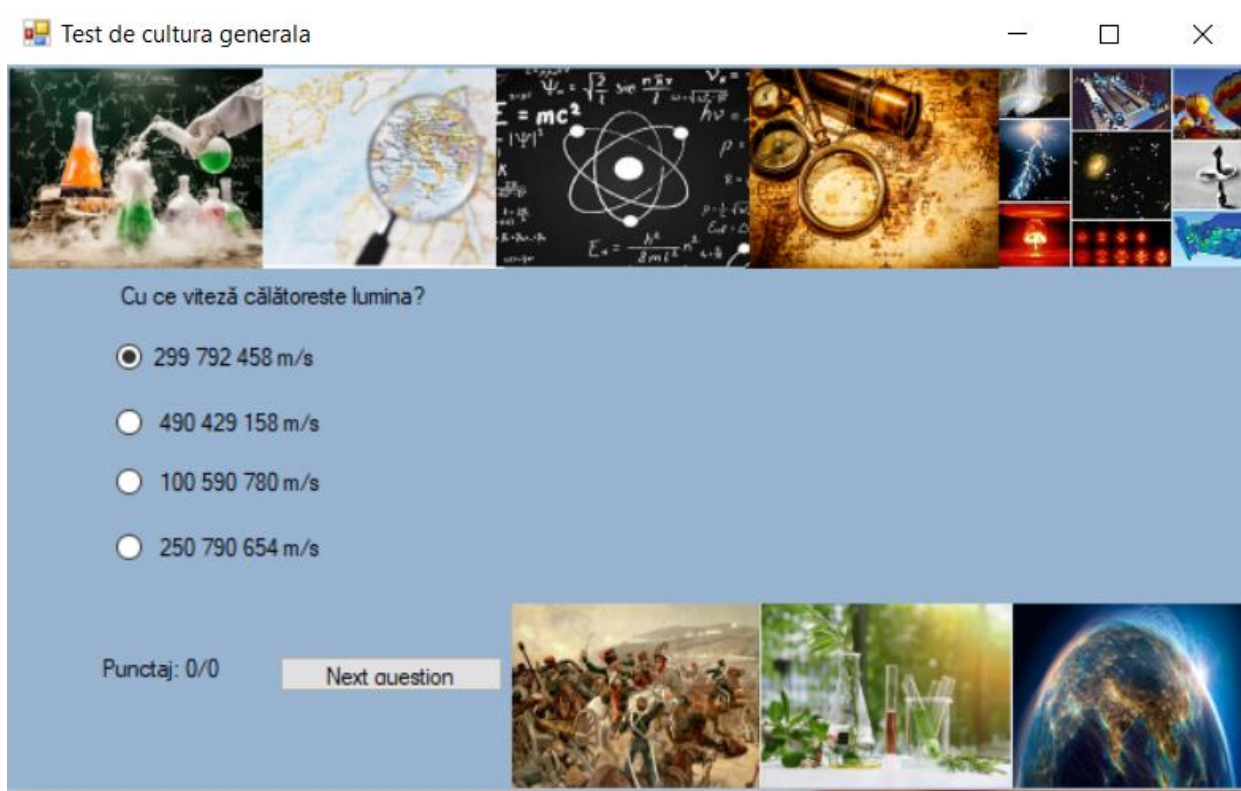 Test de cultura generala
E = mc²
Cu ce viteză călătoreste lumina?
299 792 458 m/s
490 429 158 m/s
100 590 780 m/s
250 790 654 m/s
Punctaj: 0/0
Next question